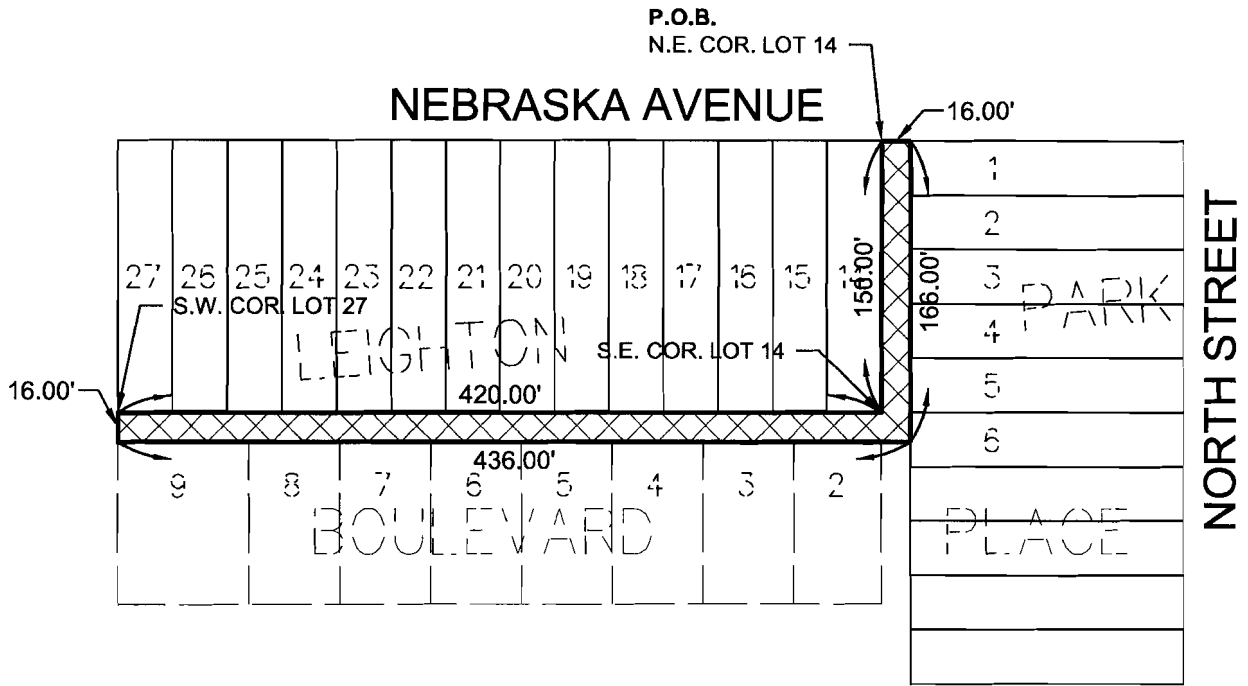 P.O.B.
N.E. COR. LOT 14
NEBRASKA AVENUE
16.00'
27 26 25 24 23 22 21 20 19 18 17 16 15 14
150.00'
166.00'
S.W. COR. LOT 27
LEIGHTON
S.E. COR. LOT 14
16.00'
420.00'
436.00'
9 8 7 6 5 4 3 2
BOULEVARD
1
2
3
PARK
4
5
6
PLACE
NORTH STREET